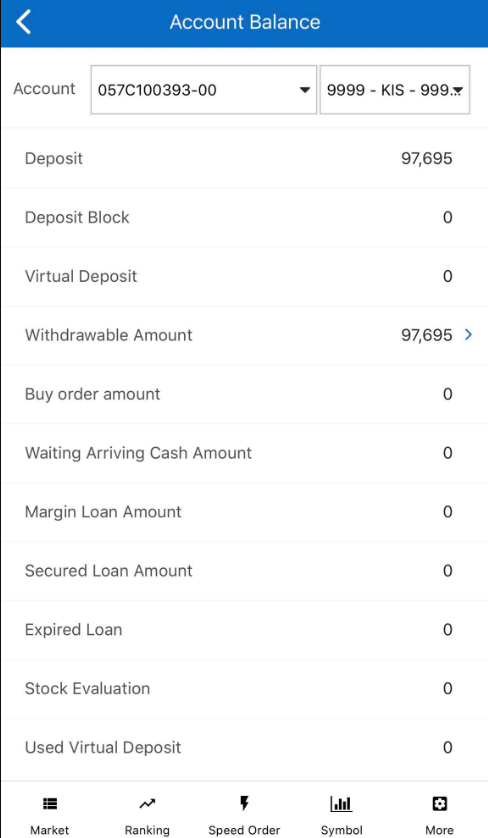 Account Balance
Account 057C100393-00 9999 - KIS - 999...
Deposit 97,695
Deposit Block 0
Virtual Deposit 0
Withdrawable Amount 97,695
Buy order amount 0
Waiting Arriving Cash Amount 0
Margin Loan Amount 0
Secured Loan Amount 0
Expired Loan 0
Stock Evaluation 0
Used Virtual Deposit 0
Market Ranking Speed Order Symbol More